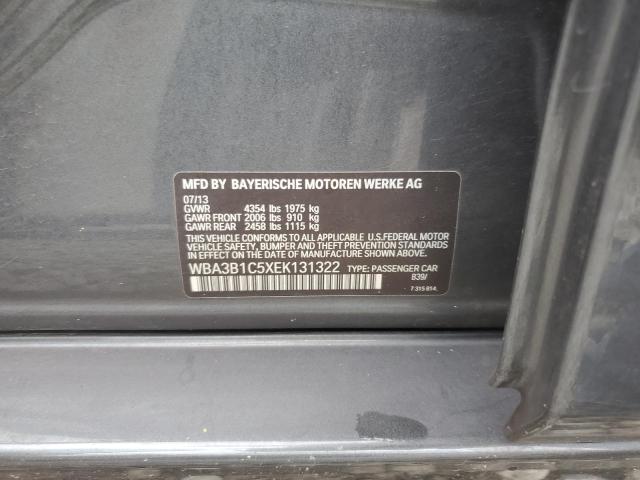 MFD BY BAYERISCHE MOTOREN WERKE AG
07/13
GVWR 4354 lbs 1975 kg
GAWR FRONT 2006 lbs 910 kg
GAWR REAR 2458 lbs 1115 kg
THIS VEHICLE CONFORMS TO ALL APPLICABLE U.S.FEDERAL MOTOR
VEHICLE SAFETY, BUMPER, AND THEFT PREVENTION STANDARDS
IN EFFECT ON THE DATE OF MANUFACTURE SHOWN ABOVE.
WBA3B1C5XEK131322 TYPE: PASSENGER CAR
839/
7 315 814.